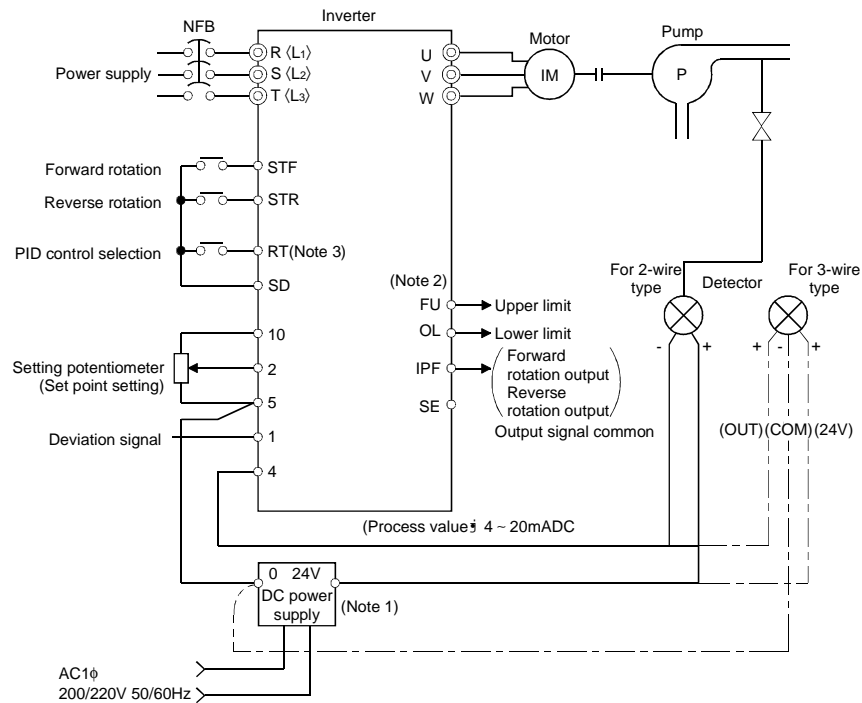 Inverter
NFB
Motor
Pump
R ⟨L1⟩
U
Power supply
S ⟨L2⟩
V
IM
P
T ⟨L3⟩
W
Forward rotation
STF
Reverse rotation
STR
PID control selection
RT(Note 3)
SD
(Note 2)
For 2-wire
type
Detector
For 3-wire
type
FU
Upper limit
10
OL
Lower limit
Setting potentiometer
(Set point setting)
2
IPF
Forward
rotation output
Reverse
rotation output
5
SE
Output signal common
- +
+ - +
Deviation signal
1
(OUT)(COM)(24V)
4
(Process value 4 ~ 20mADC
0 24V
DC power
supply
(Note 1)
AC1ϕ
200/220V 50/60Hz